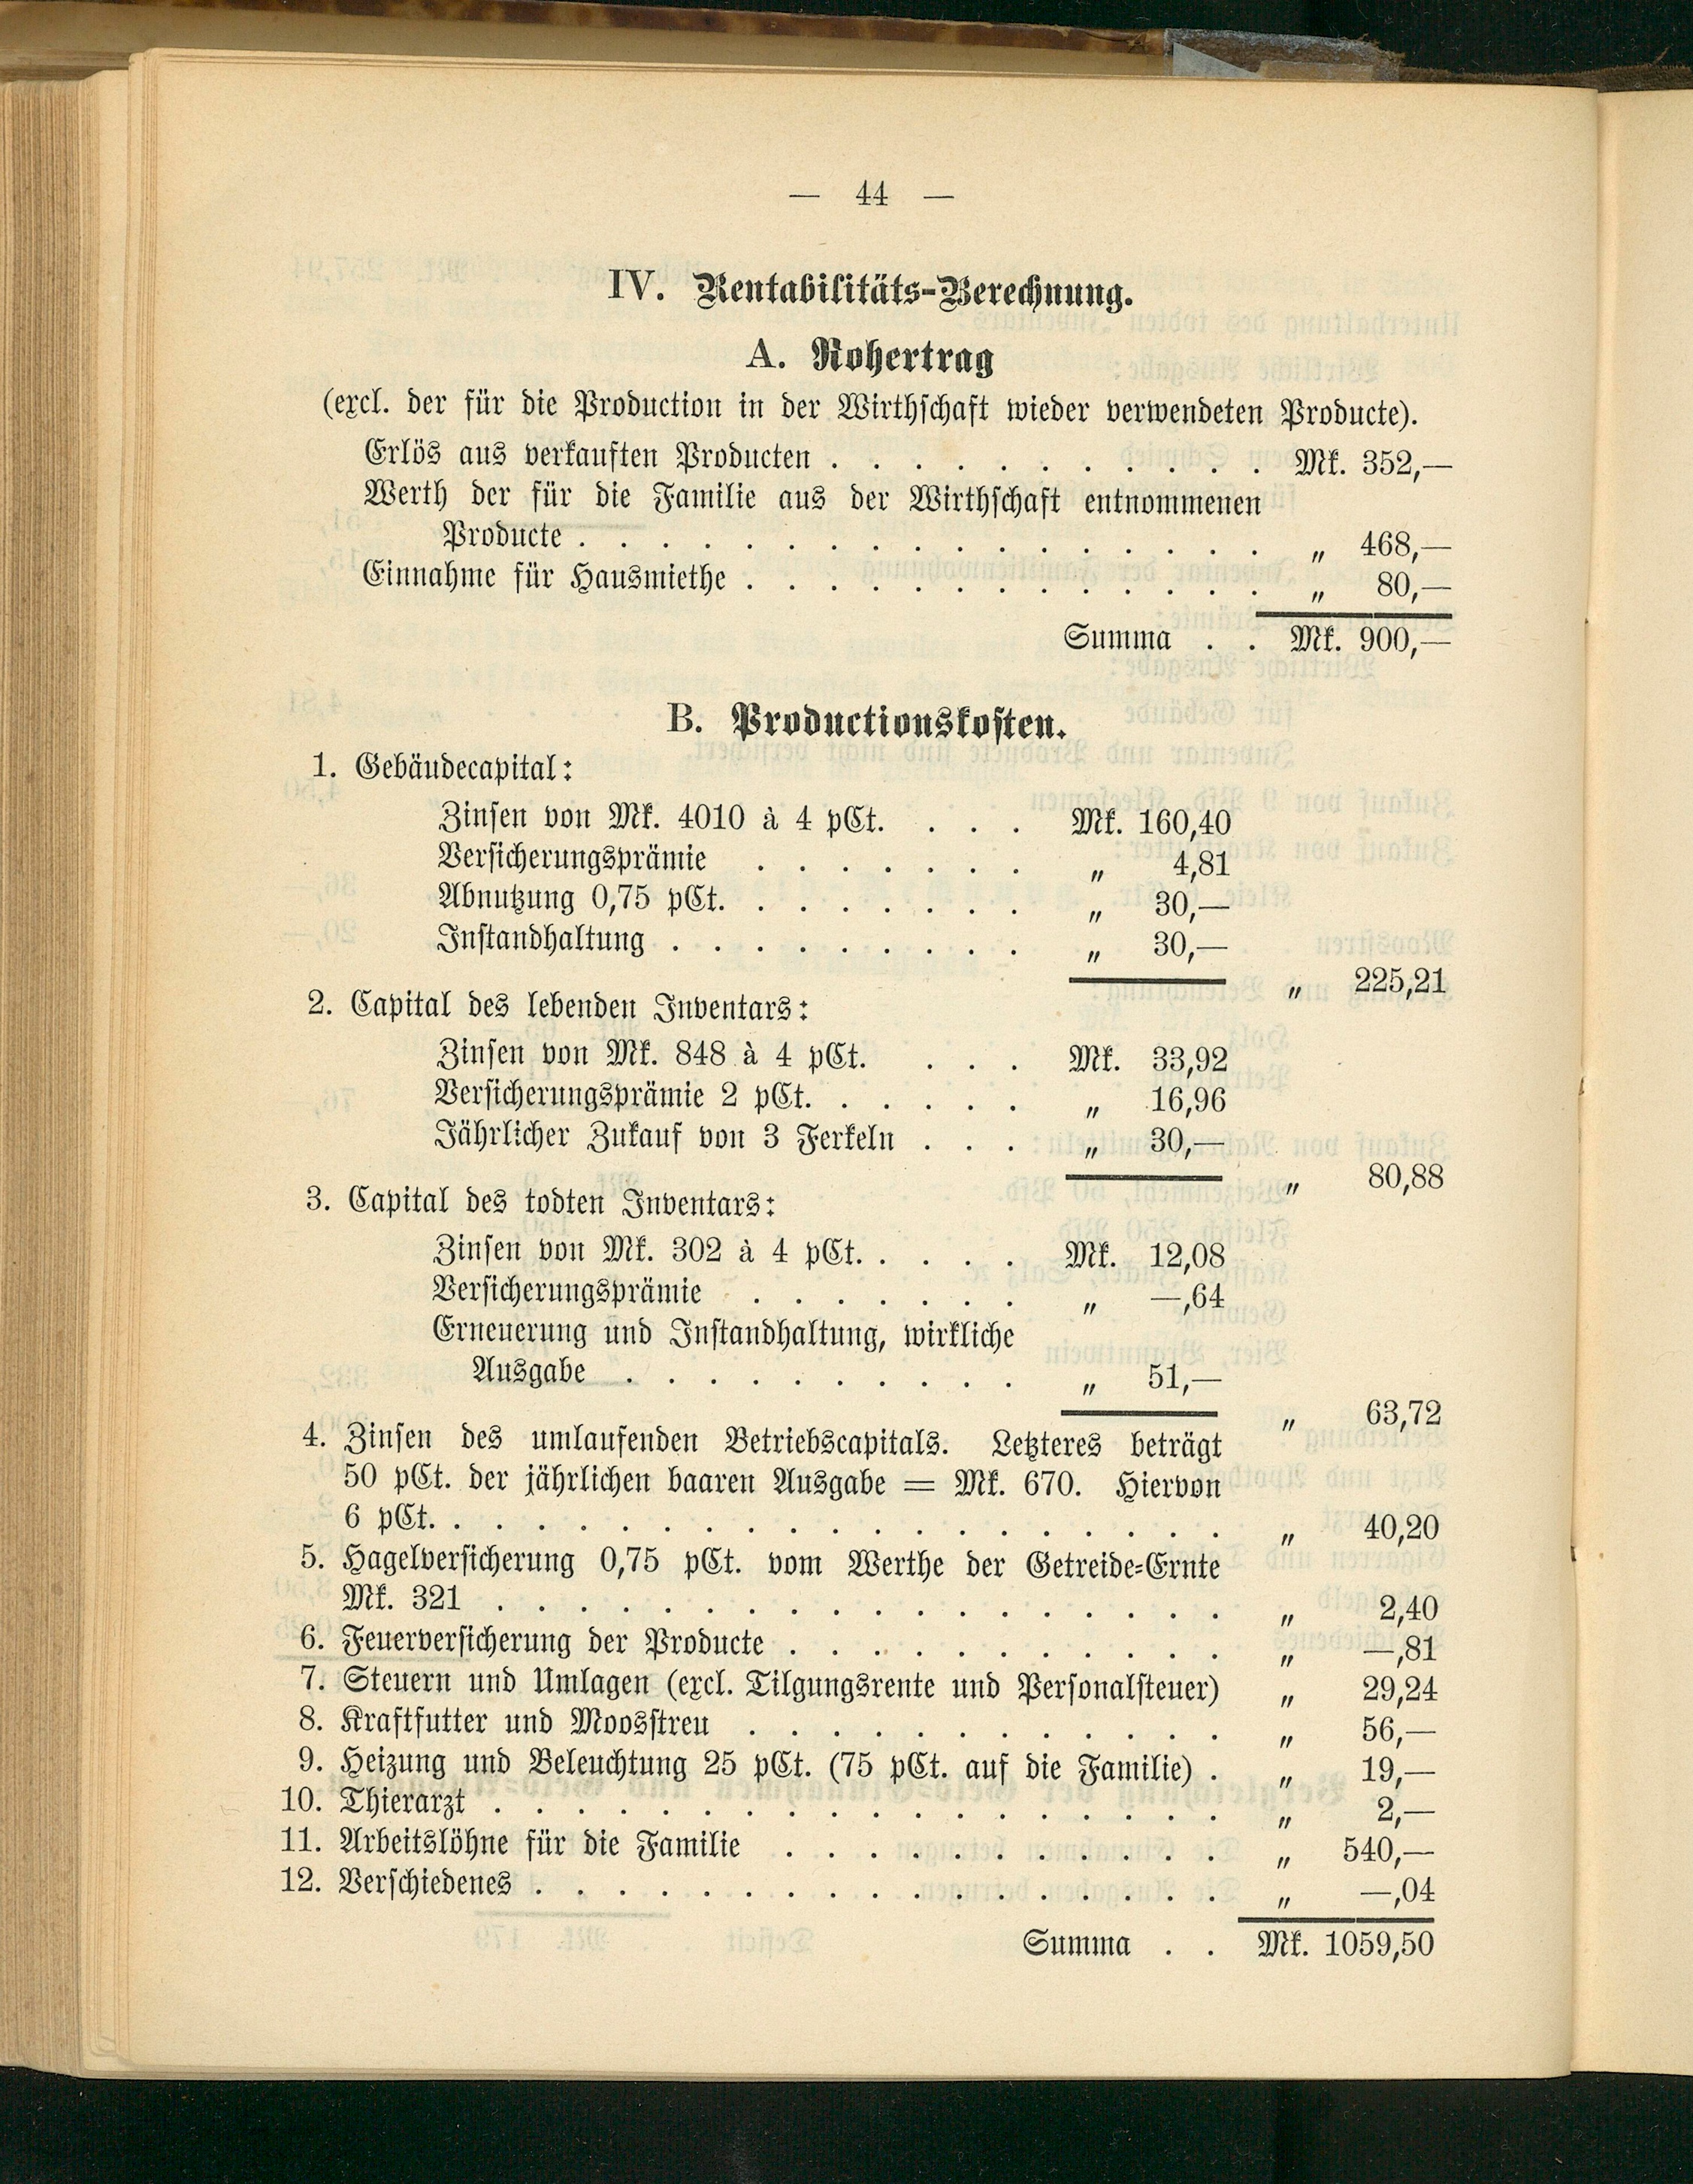 — 44 —
IV. Rentabilitäts-Berechnung.
A. Rohertrag
(excl. der für die Production in der Wirthschaft wieder verwendeten Producte).
Erlös aus verkauften Producten . . . . . . . . . . . Mk. 352,—
Werth der für die Familie aus der Wirthschaft entnommenen
Producte . . . . . . . . . . . . . . . . . „ 468,—
Einnahme für Hausmiethe . . . . . . . . . . . . . „ 80,—
Summa . . Mk. 900,—
B. Productionskosten.
1. Gebäudecapital:
Zinsen von Mk. 4010 à 4 pCt. . . . Mk. 160,40
Versicherungsprämie . . . . . . . „ 4,81
Abnutzung 0,75 pCt. . . . . . . . „ 30,—
Instandhaltung . . . . . . . . . „ 30,—
„ 225,21
2. Capital des lebenden Inventars:
Zinsen von Mk. 848 à 4 pCt. . . . Mk. 33,92
Versicherungsprämie 2 pCt. . . . . . „ 16,96
Jährlicher Zukauf von 3 Ferkeln . . . „ 30,—
„ 80,88
3. Capital des todten Inventars:
Zinsen von Mk. 302 à 4 pCt. . . . . Mk. 12,08
Versicherungsprämie . . . . . . . „ —,64
Erneuerung und Instandhaltung, wirkliche
Ausgabe . . . . . . . . . . „ 51,—
„ 63,72
4. Zinsen des umlaufenden Betriebscapitals. Letzteres beträgt
50 pCt. der jährlichen baaren Ausgabe = Mk. 670. Hiervon
6 pCt. . . . . . . . . . . . . . . . . . . . „ 40,20
5. Hagelversicherung 0,75 pCt. vom Werthe der Getreide-Ernte
Mk. 321 . . . . . . . . . . . . . . . . . . „ 2,40
6. Feuerversicherung der Producte . . . . . . . . . . . „ —,81
7. Steuern und Umlagen (excl. Tilgungsrente und Personalsteuer) „ 29,24
8. Kraftfutter und Moosstreu . . . . . . . . . . . . „ 56,—
9. Heizung und Beleuchtung 25 pCt. (75 pCt. auf die Familie) . „ 19,—
10. Thierarzt . . . . . . . . . . . . . . . . . . „ 2,—
11. Arbeitslöhne für die Familie . . . . . . . . . . . „ 540,—
12. Verschiedenes . . . . . . . . . . . . . . . . . „ —,04
Summa . . Mk. 1059,50